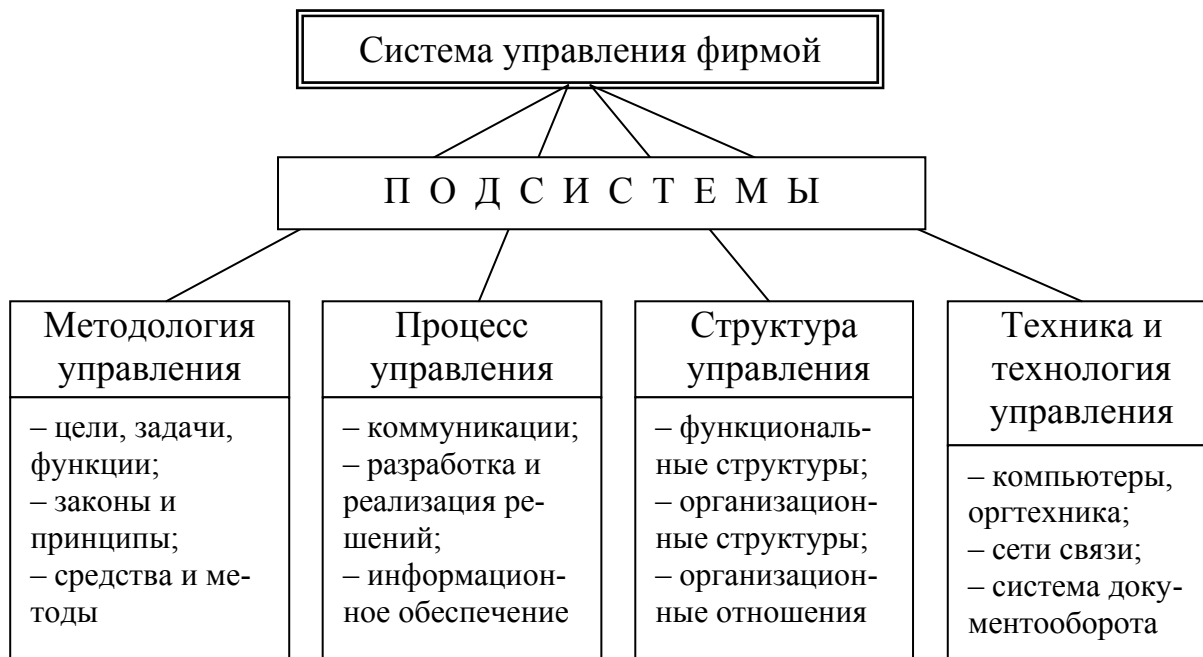 Система управления фирмой
П О Д С И С Т Е М Ы
Методология
управления
– цели, задачи,
функции;
– законы и
принципы;
– средства и ме-
тоды
Процесс
управления
– коммуникации;
– разработка и
реализация ре-
шений;
– информацион-
ное обеспечение
Структура
управления
– функциональ-
ные структуры;
– организацион-
ные структуры;
– организацион-
ные отношения
Техника и
технология
управления
– компьютеры,
оргтехника;
– сети связи;
– система доку-
ментооборота